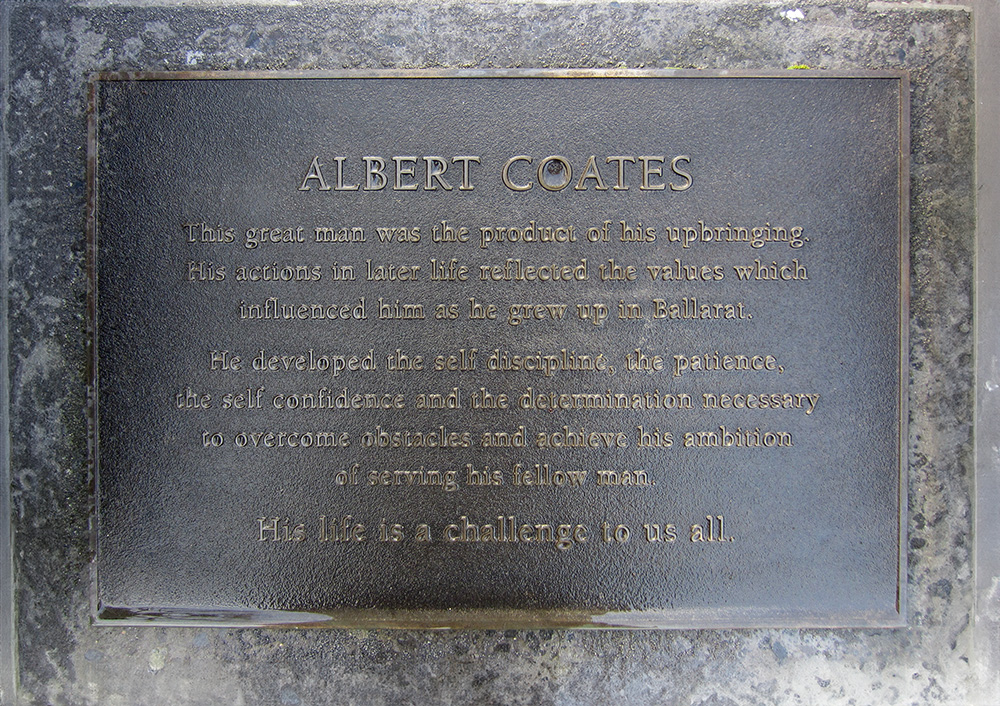 ALBERT COATES
This great man was the product of his upbringing.
His actions in later life reflected the values which
influenced him as he grew up in Ballarat.
He developed the self discipline, the patience,
the self confidence and the determination necessary
to overcome obstacles and achieve his ambition
of serving his fellow man.
His life is a challenge to us all.